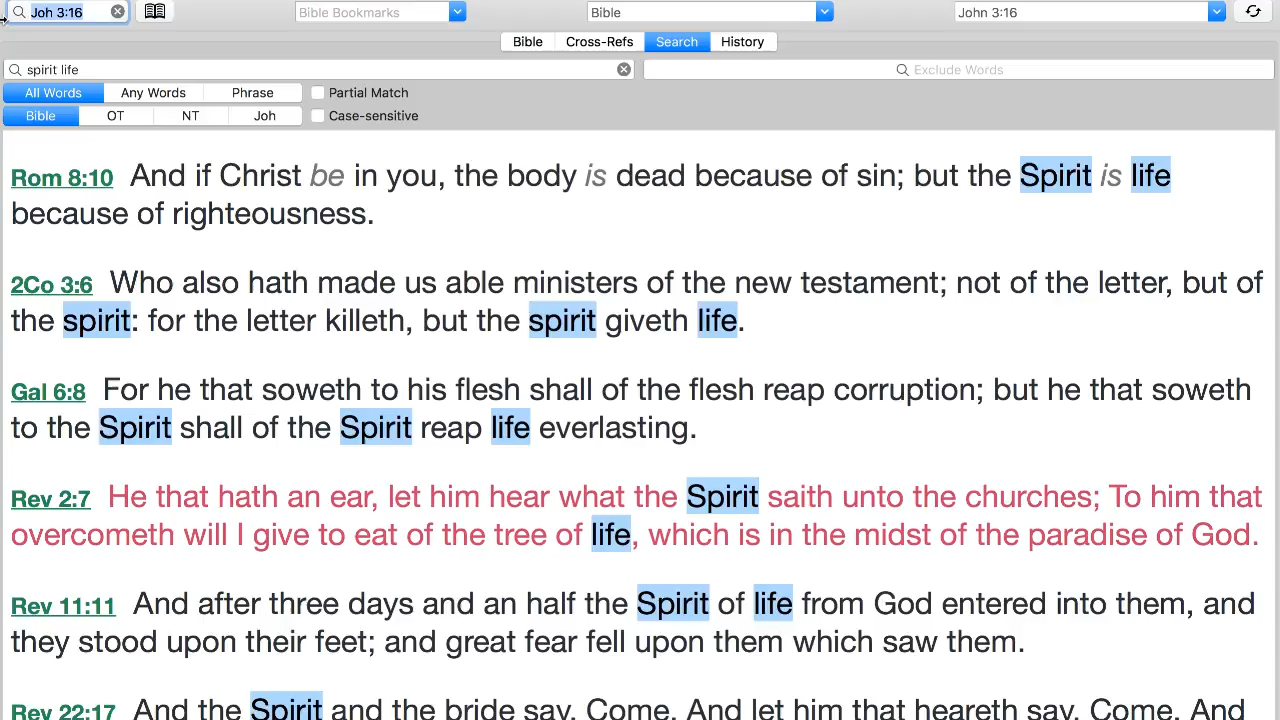 Joh 3:16 Bible Bookmarks Bible John 3:16
Bible Cross-Refs Search History
spirit life Exclude Words
All Words Any Words Phrase Partial Match
Bible OT NT Joh Case-sensitive
Rom 8:10 And if Christ be in you, the body is dead because of sin; but the Spirit is life
because of righteousness.
2Co 3:6 Who also hath made us able ministers of the new testament; not of the letter, but of
the spirit: for the letter killeth, but the spirit giveth life.
Gal 6:8 For he that soweth to his flesh shall of the flesh reap corruption; but he that soweth
to the Spirit shall of the Spirit reap life everlasting.
Rev 2:7 He that hath an ear, let him hear what the Spirit saith unto the churches; To him that
overcometh will I give to eat of the tree of life, which is in the midst of the paradise of God.
Rev 11:11 And after three days and an half the Spirit of life from God entered into them, and
they stood upon their feet; and great fear fell upon them which saw them.
Rev 22:17 And the Spirit and the bride say, Come. And let him that heareth say, Come. And